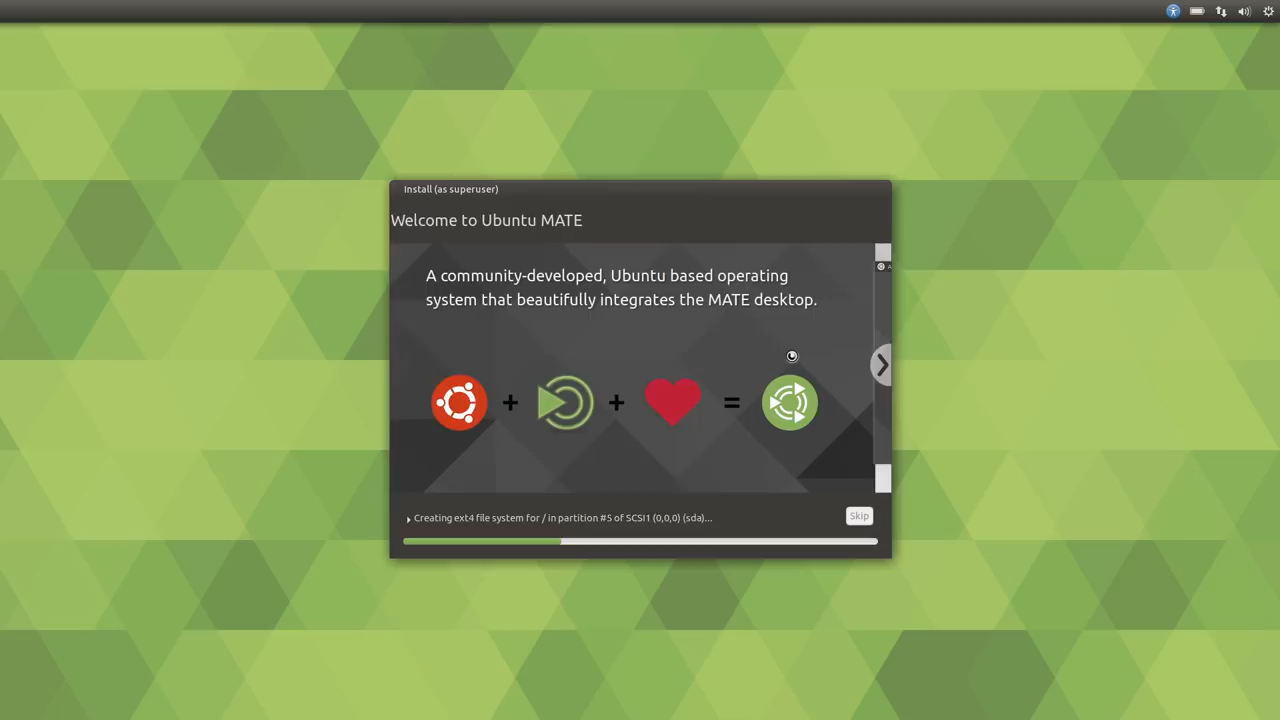 Install (as superuser)
Welcome to Ubuntu MATE
A community-developed, Ubuntu based operating
system that beautifully integrates the MATE desktop.
+ + =
Creating ext4 file system for / in partition #5 of SCSI1 (0,0,0) (sda)...
Skip